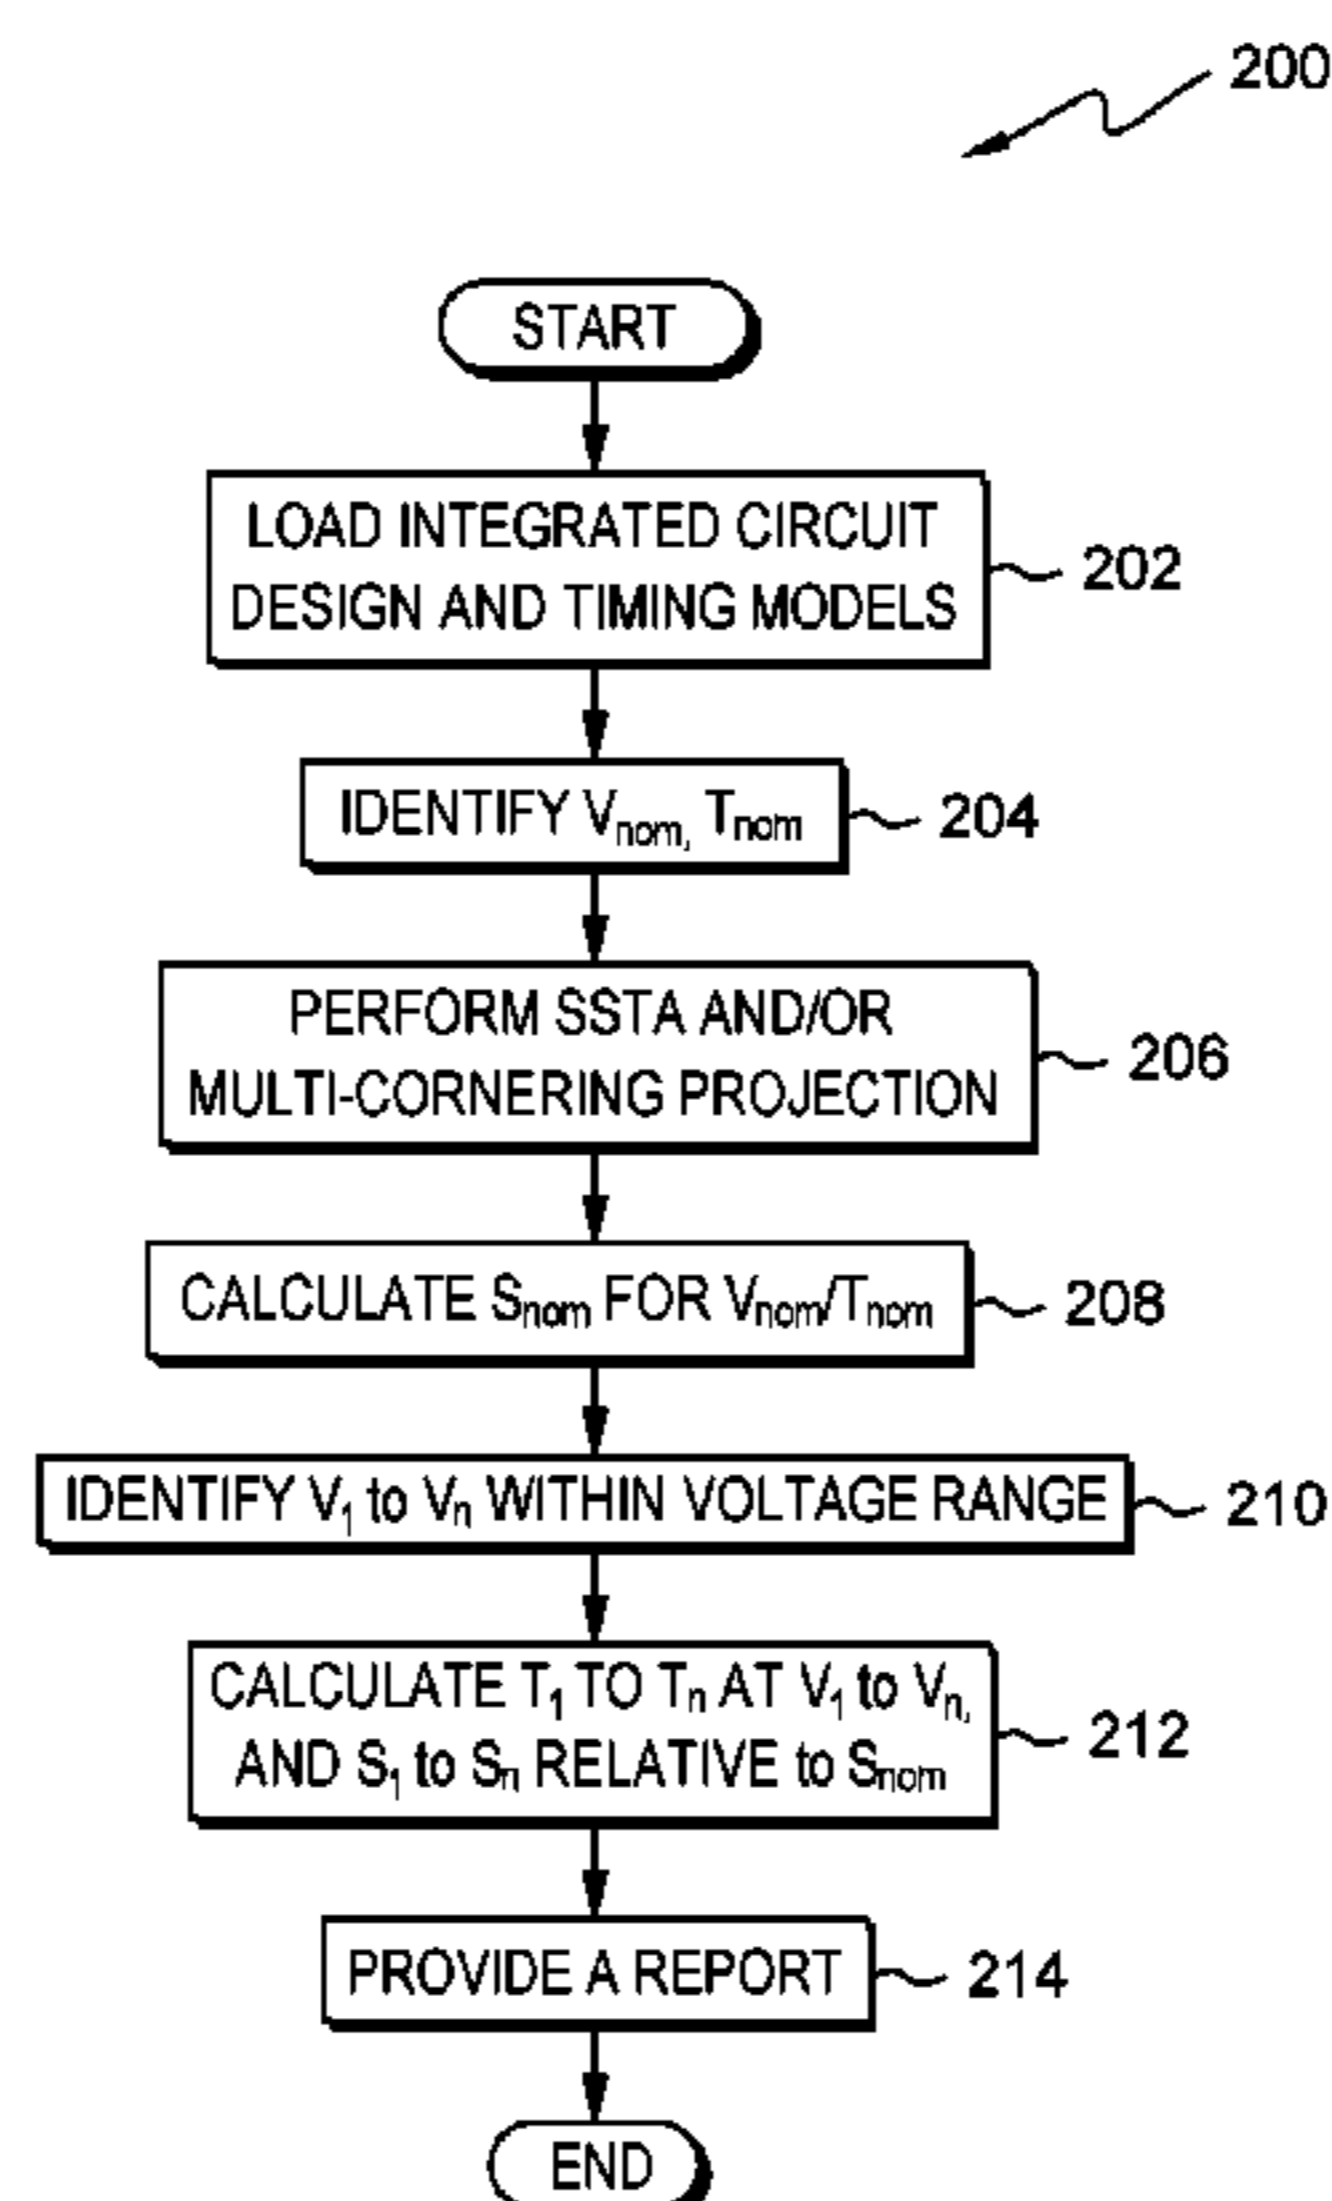 200
START
LOAD INTEGRATED CIRCUIT
DESIGN AND TIMING MODELS
202
IDENTIFY Vnom, Tnom
204
PERFORM SSTA AND/OR
MULTI-CORNERING PROJECTION
206
CALCULATE Snom FOR Vnom/Tnom
208
IDENTIFY V1 to Vn WITHIN VOLTAGE RANGE
210
CALCULATE T1 TO Tn AT V1 to Vn,
AND S1 to Sn RELATIVE to Snom
212
PROVIDE A REPORT
214
END